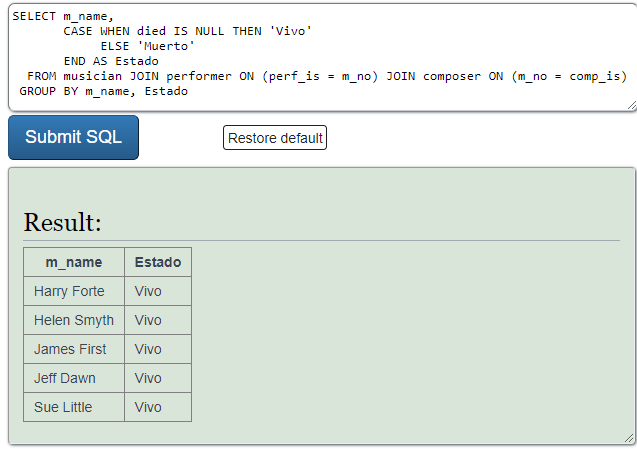 SELECT m_name,
CASE WHEN died IS NULL THEN 'Vivo'
ELSE 'Muerto'
END AS Estado
FROM musician JOIN performer ON (perf_is = m_no) JOIN composer ON (m_no = comp_is)
GROUP BY m_name, Estado
Submit SQL Restore default
Result:
m_name Estado
Harry Forte Vivo
Helen Smyth Vivo
James First Vivo
Jeff Dawn Vivo
Sue Little Vivo